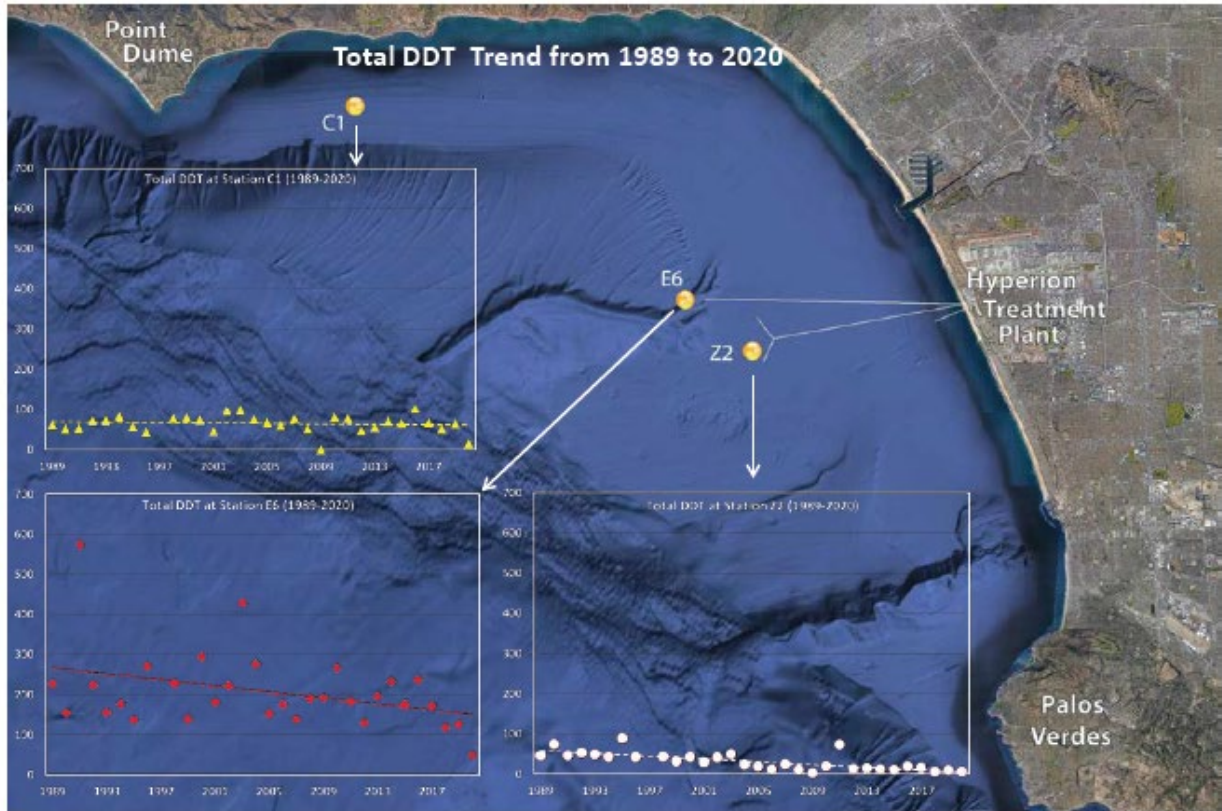 Point
Dume
Total DDT Trend from 1989 to 2020
C1
E6
Z2
Hyperion
Treatment
Plant
Palos
Verdes
Total DDT at Station C1 (1989-2020)
700
600
500
400
300
200
100
0
1989 1993 1997 2001 2005 2009 2013 2017
Total DDT at Station E6 (1989-2020)
700
600
500
400
300
200
100
0
1989 1993 1997 2001 2005 2009 2013 2017
Total DDT at Station Z2 (1989-2020)
700
600
500
400
300
200
100
0
1989 1993 1997 2001 2005 2009 2013 2017